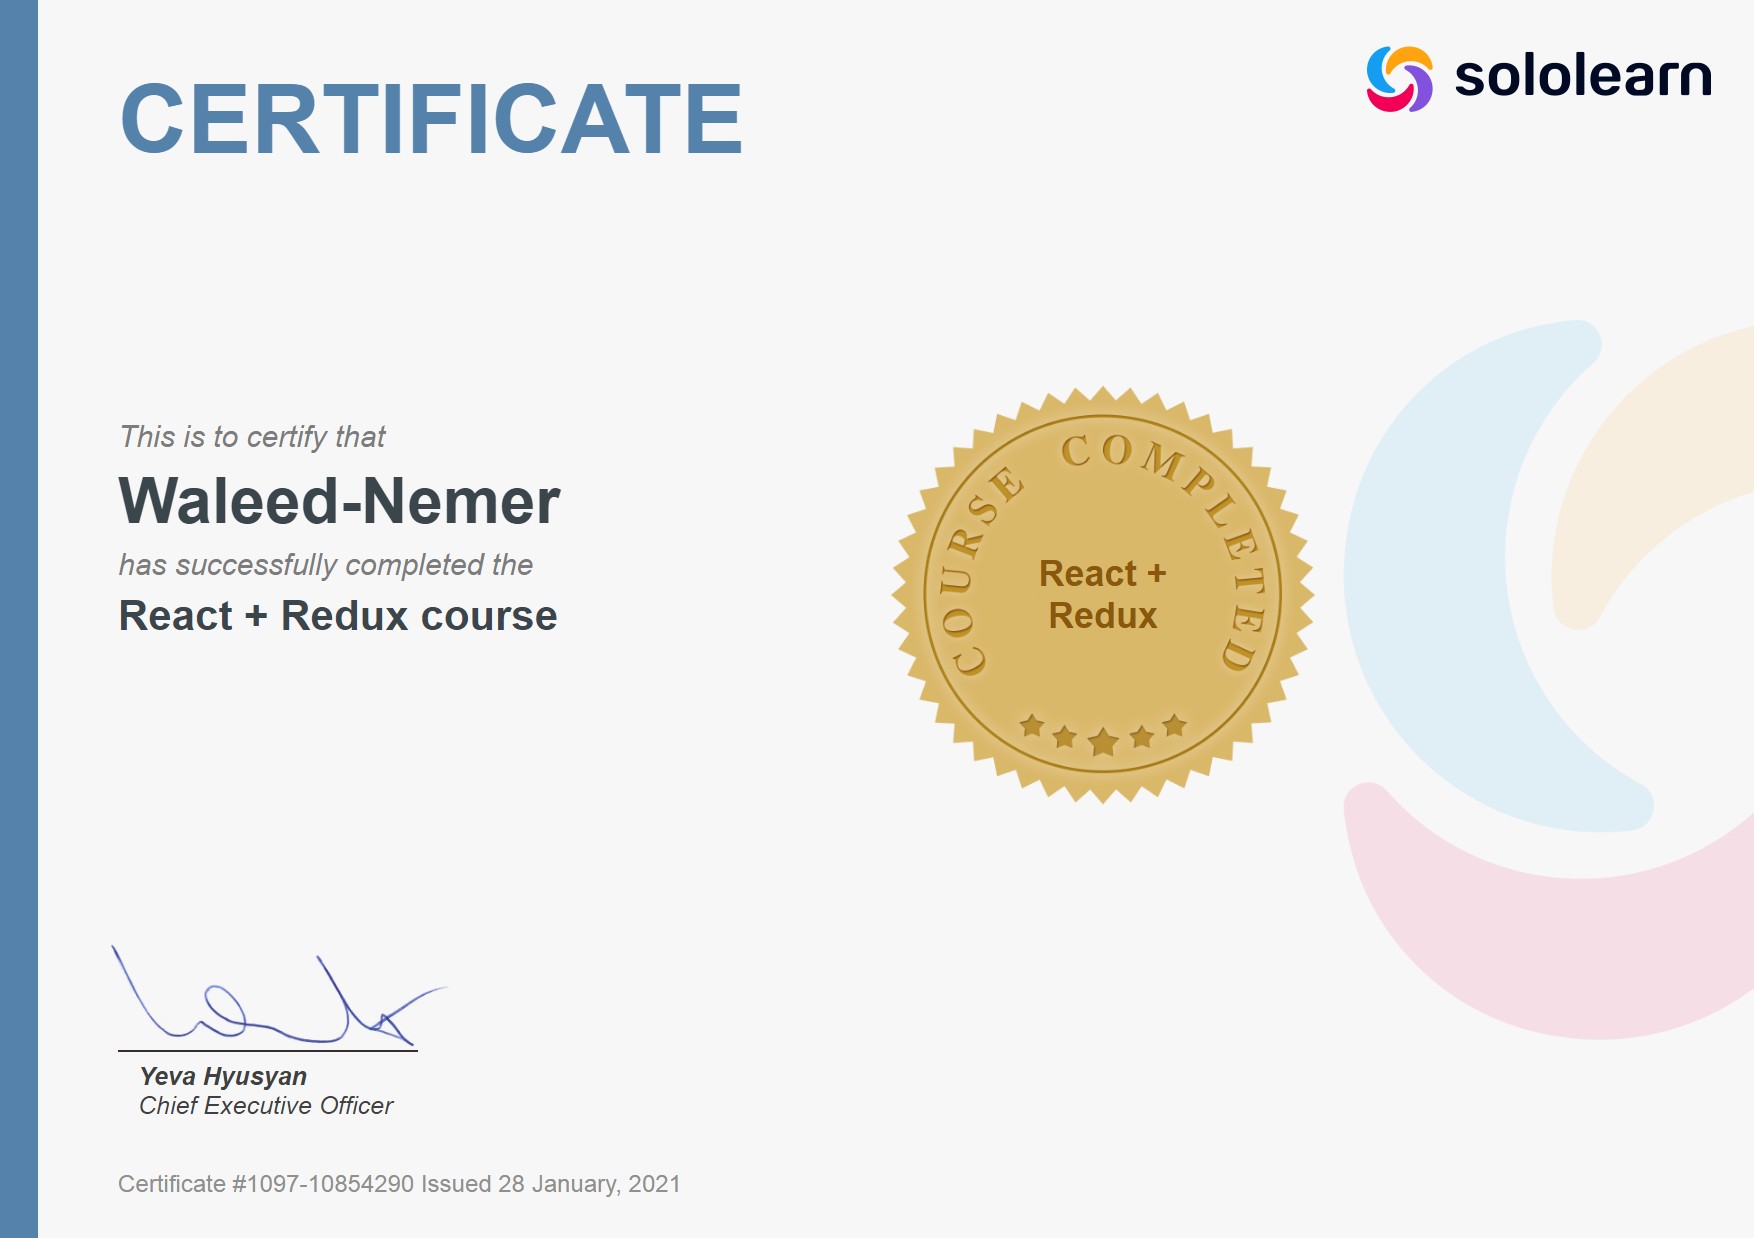 CERTIFICATE
sololearn
This is to certify that
Waleed-Nemer
has successfully completed the
React + Redux course
COURSE COMPLETED
React +
Redux
Yeva Hyusyan
Chief Executive Officer
Certificate #1097-10854290 Issued 28 January, 2021